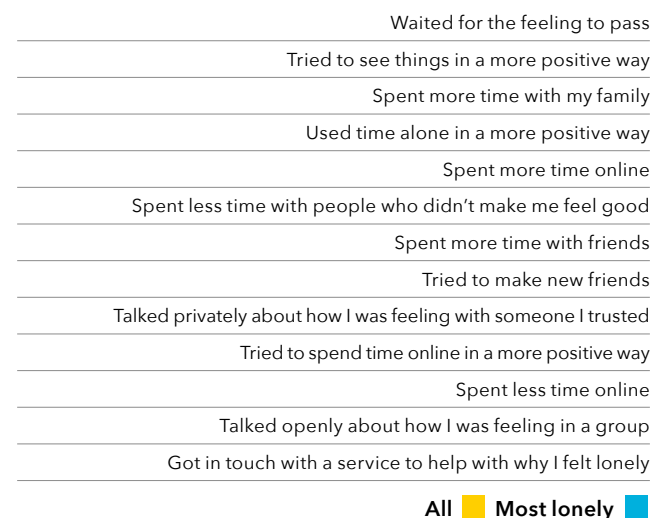 Waited for the feeling to pass
Tried to see things in a more positive way
Spent more time with my family
Used time alone in a more positive way
Spent more time online
Spent less time with people who didn't make me feel good
Spent more time with friends
Tried to make new friends
Talked privately about how I was feeling with someone I trusted
Tried to spend time online in a more positive way
Spent less time online
Talked openly about how I was feeling in a group
Got in touch with a service to help with why I felt lonely
All Most lonely